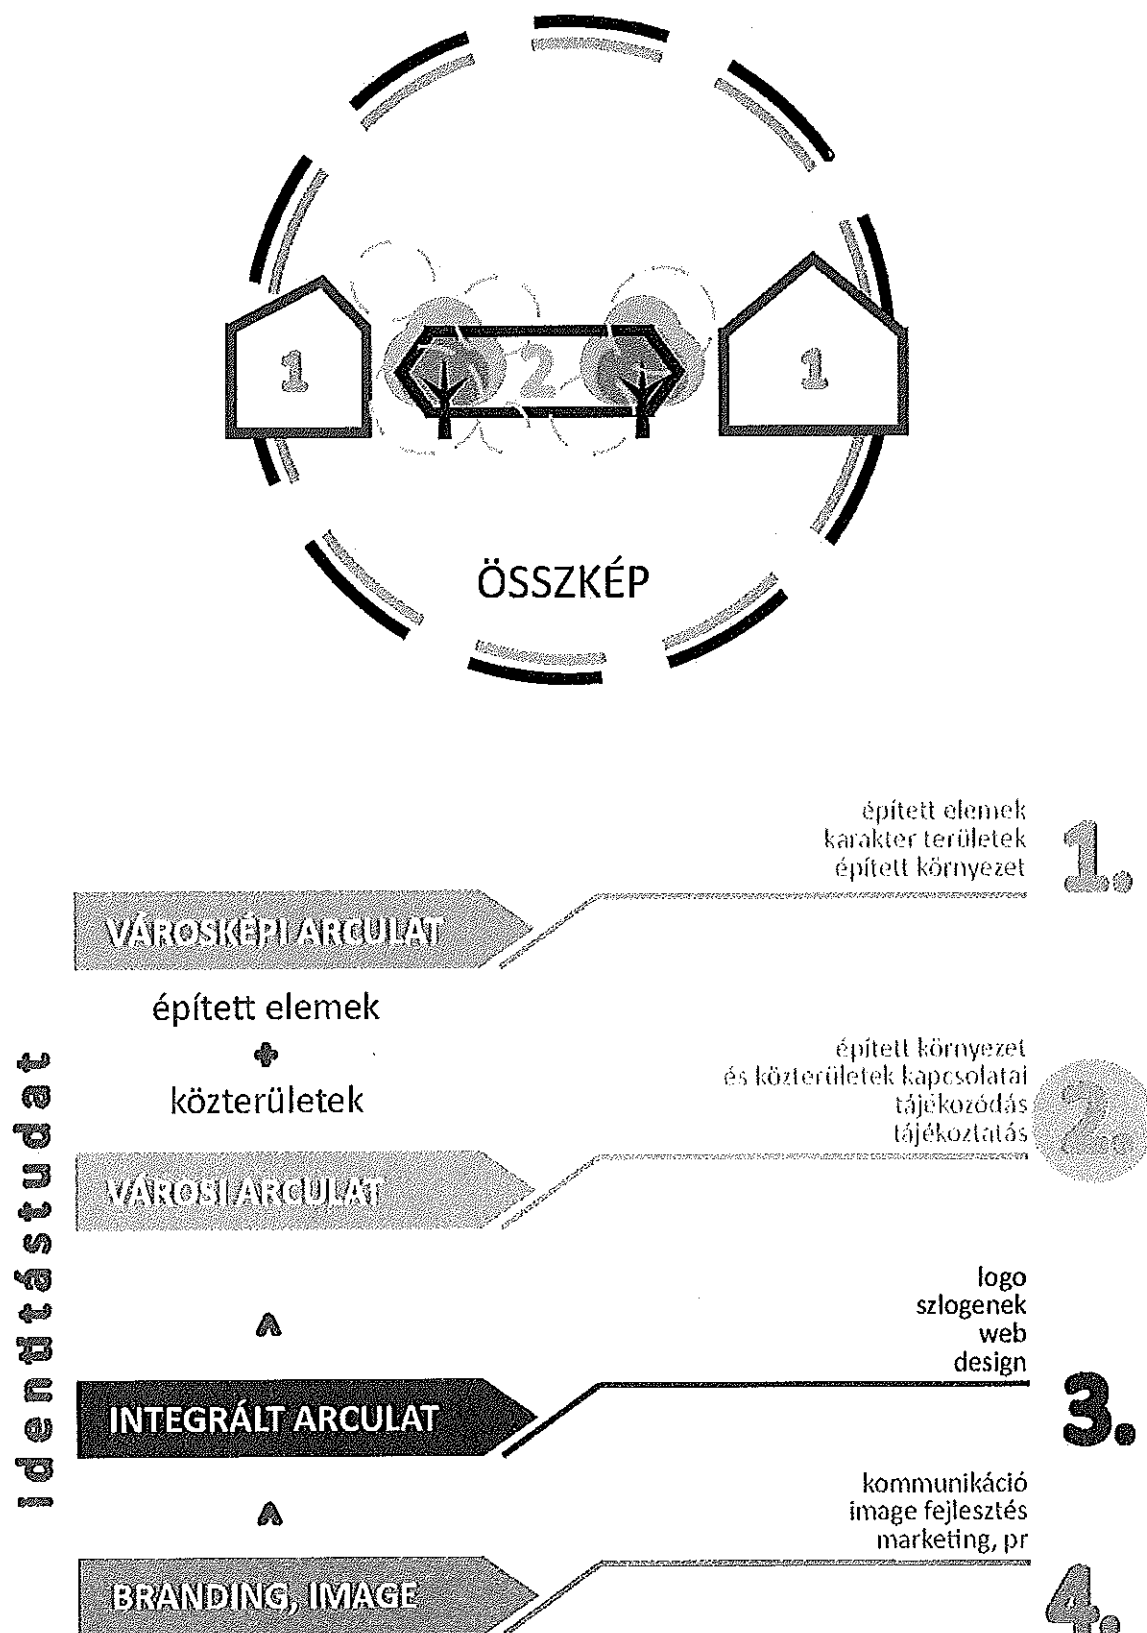 1
2
1
ÖSSZKÉP
épített elemek
karakter területek
épített környezet
1.
VÁROSKÉPI ARCULAT
épített elemek
+
közterületek
épített környezet
és közterületek kapcsolatai
tájékozódás
tájékoztatás
2.
VÁROSI ARCULAT
identitástudat
^
logo
szlogenek
web
design
INTEGRÁLT ARCULAT
3.
^
kommunikáció
image fejlesztés
marketing, pr
BRANDING, IMAGE
4.